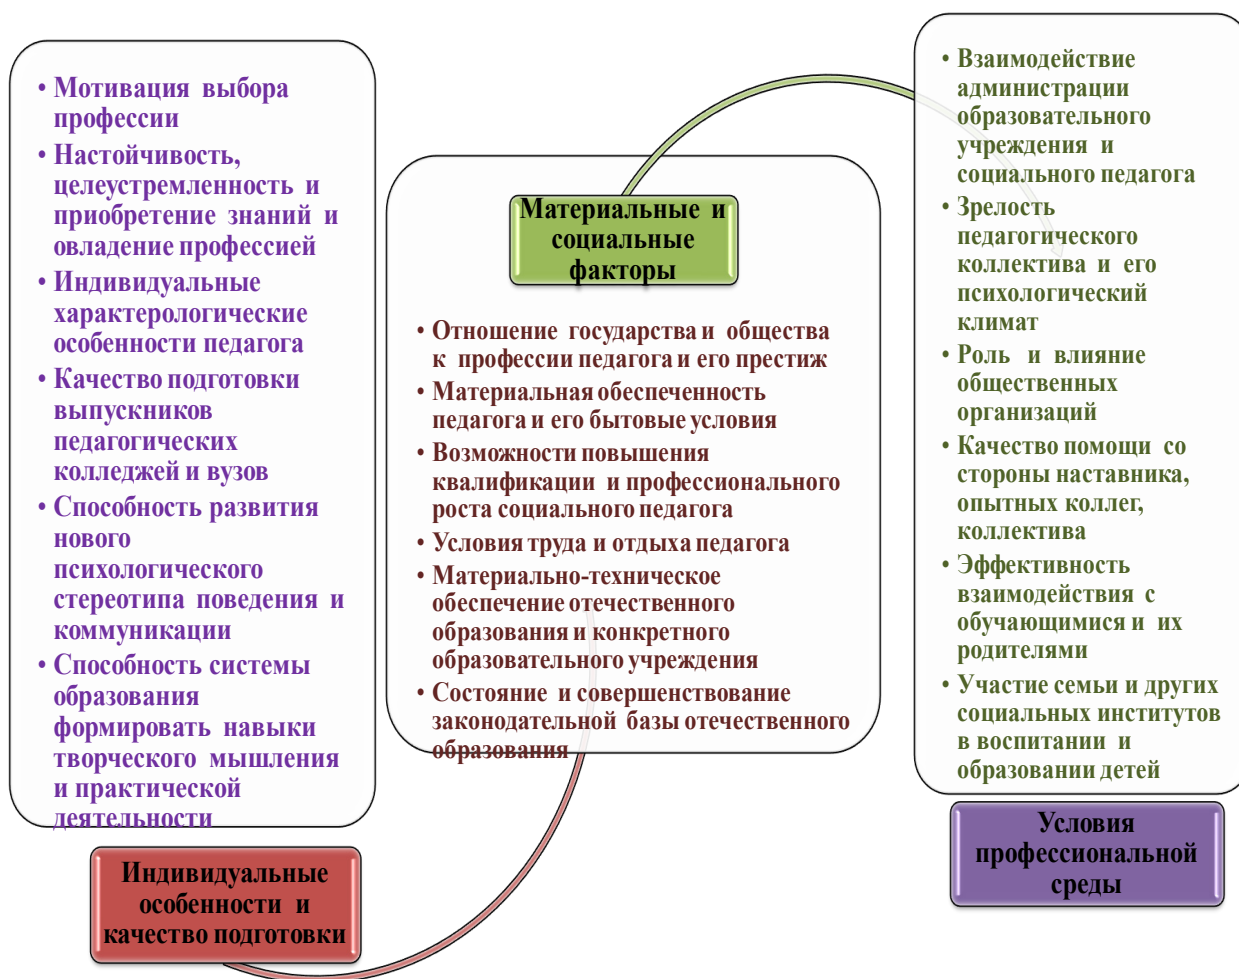 • Мотивация выбора
профессии
• Настойчивость,
целеустремленность и
приобретение знаний и
овладение профессией
• Индивидуальные
характерологические
особенности педагога
• Качество подготовки
выпускников
педагогических
колледжей и вузов
• Способность развития
нового
психологического
стереотипа поведения и
коммуникации
• Способность системы
образования
формировать навыки
творческого мышления
и практической
деятельности
Индивидуальные
особенности и
качество подготовки
Материальные и
социальные
факторы
• Отношение государства и общества
к профессии педагога и его престиж
• Материальная обеспеченность
педагога и его бытовые условия
• Возможности повышения
квалификации и профессионального
роста социального педагога
• Условия труда и отдыха педагога
• Материально-техническое
обеспечение отечественного
образования и конкретного
образовательного учреждения
• Состояние и совершенствование
законодательной базы отечественного
образования
• Взаимодействие
администрации
образовательного
учреждения и
социального педагога
• Зрелость
педагогического
коллектива и его
психологический
климат
• Роль и влияние
общественных
организаций
• Качество помощи со
стороны наставника,
опытных коллег,
коллектива
• Эффективность
взаимодействия с
обучающимися и их
родителями
• Участие семьи и других
социальных институтов
в воспитании и
образовании детей
Условия
профессиональной
среды